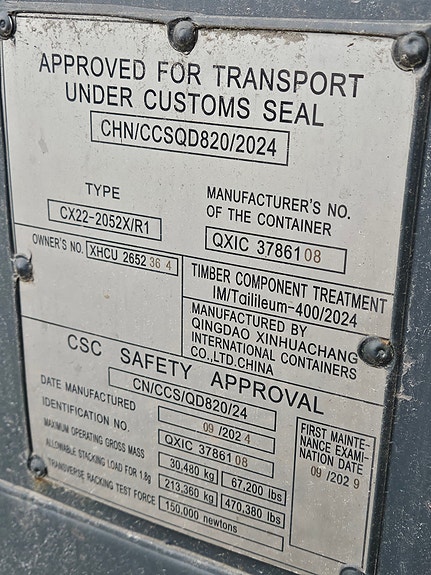 APPROVED FOR TRANSPORT
UNDER CUSTOMS SEAL
CHN/CCSQD820/2024
TYPE
CX22-2052X/R1
MANUFACTURER'S NO.
OF THE CONTAINER
QXIC 3786108
OWNER'S NO. XHCU 2652 36 4
TIMBER COMPONENT TREATMENT
IM/Taiilleum-400/2024
MANUFACTURED BY
QINGDAO XINHUACHANG
INTERNATIONAL CONTAINERS
CO.,LTD.CHINA
CSC SAFETY APPROVAL
CN/CCS/QD820/24
DATE MANUFACTURED 09/2024
IDENTIFICATION NO. QXIC 3786108
MAXIMUM OPERATING GROSS MASS 30,480 kg 67,200 lbs
ALLOWABLE STACKING LOAD FOR 1.8g 213,360 kg 470,380 lbs
TRANSVERSE RACKING TEST FORCE 150,000 newtons
FIRST MAINTE-
NANCE EXAMI-
NATION DATE
09/2029